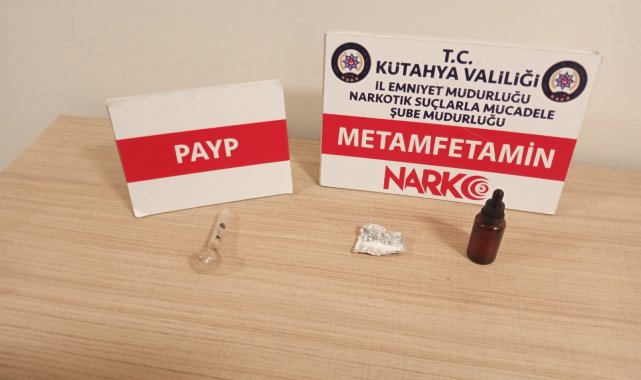 PAYP
T.C.
KÜTAHYA VALİLİĞİ
İL EMNİYET MÜDÜRLÜĞÜ
NARKOTİK SUÇLARLA MÜCADELE
ŞUBE MÜDÜRLÜĞÜ
METAMFETAMİN
NARKO